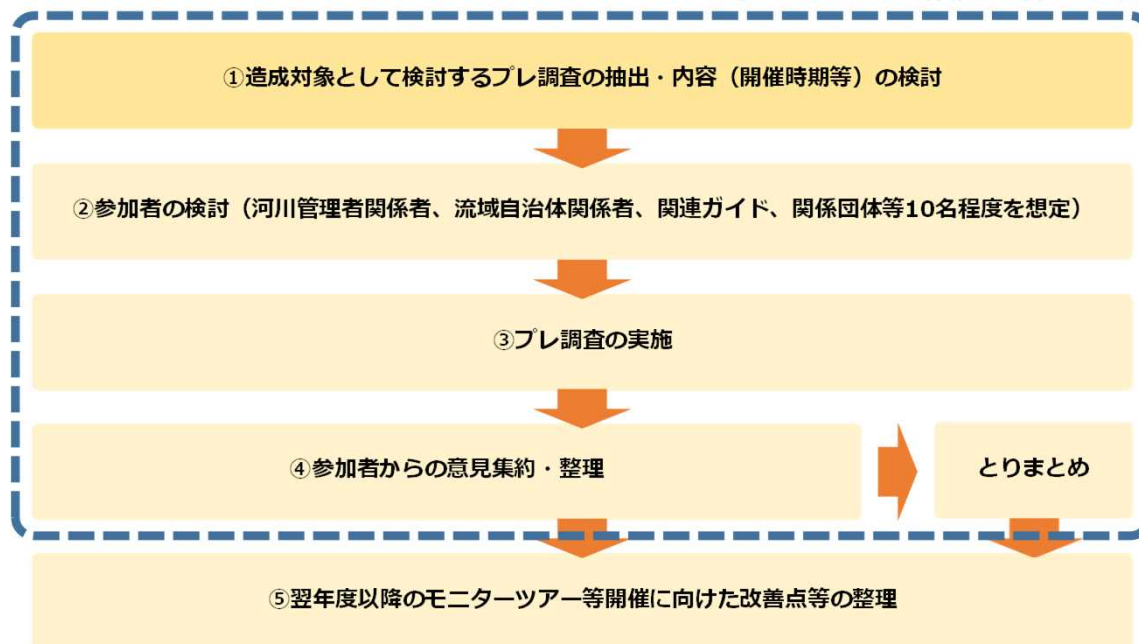 ①造成対象として検討するプレ調査の抽出・内容（開催時期等）の検討
②参加者の検討（河川管理者関係者、流域自治体関係者、関連ガイド、関係団体等10名程度を想定）
③プレ調査の実施
④参加者からの意見集約・整理
とりまとめ
⑤翌年度以降のモニターツアー等開催に向けた改善点等の整理